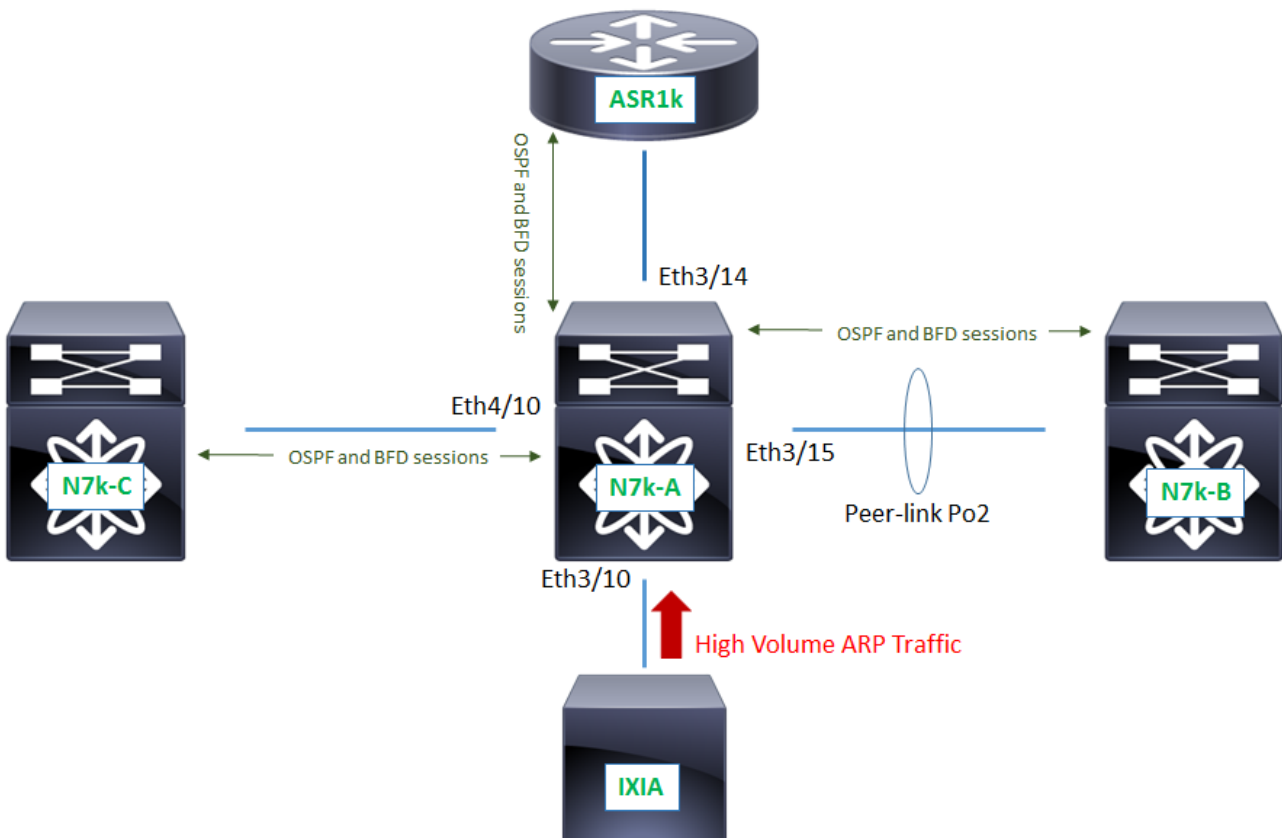 ASR1k
OSPF and BFD sessions
Eth3/14
OSPF and BFD sessions
Eth4/10
Eth3/15
OSPF and BFD sessions
N7k-C
N7k-A
N7k-B
Peer-link Po2
Eth3/10
High Volume ARP Traffic
IXIA